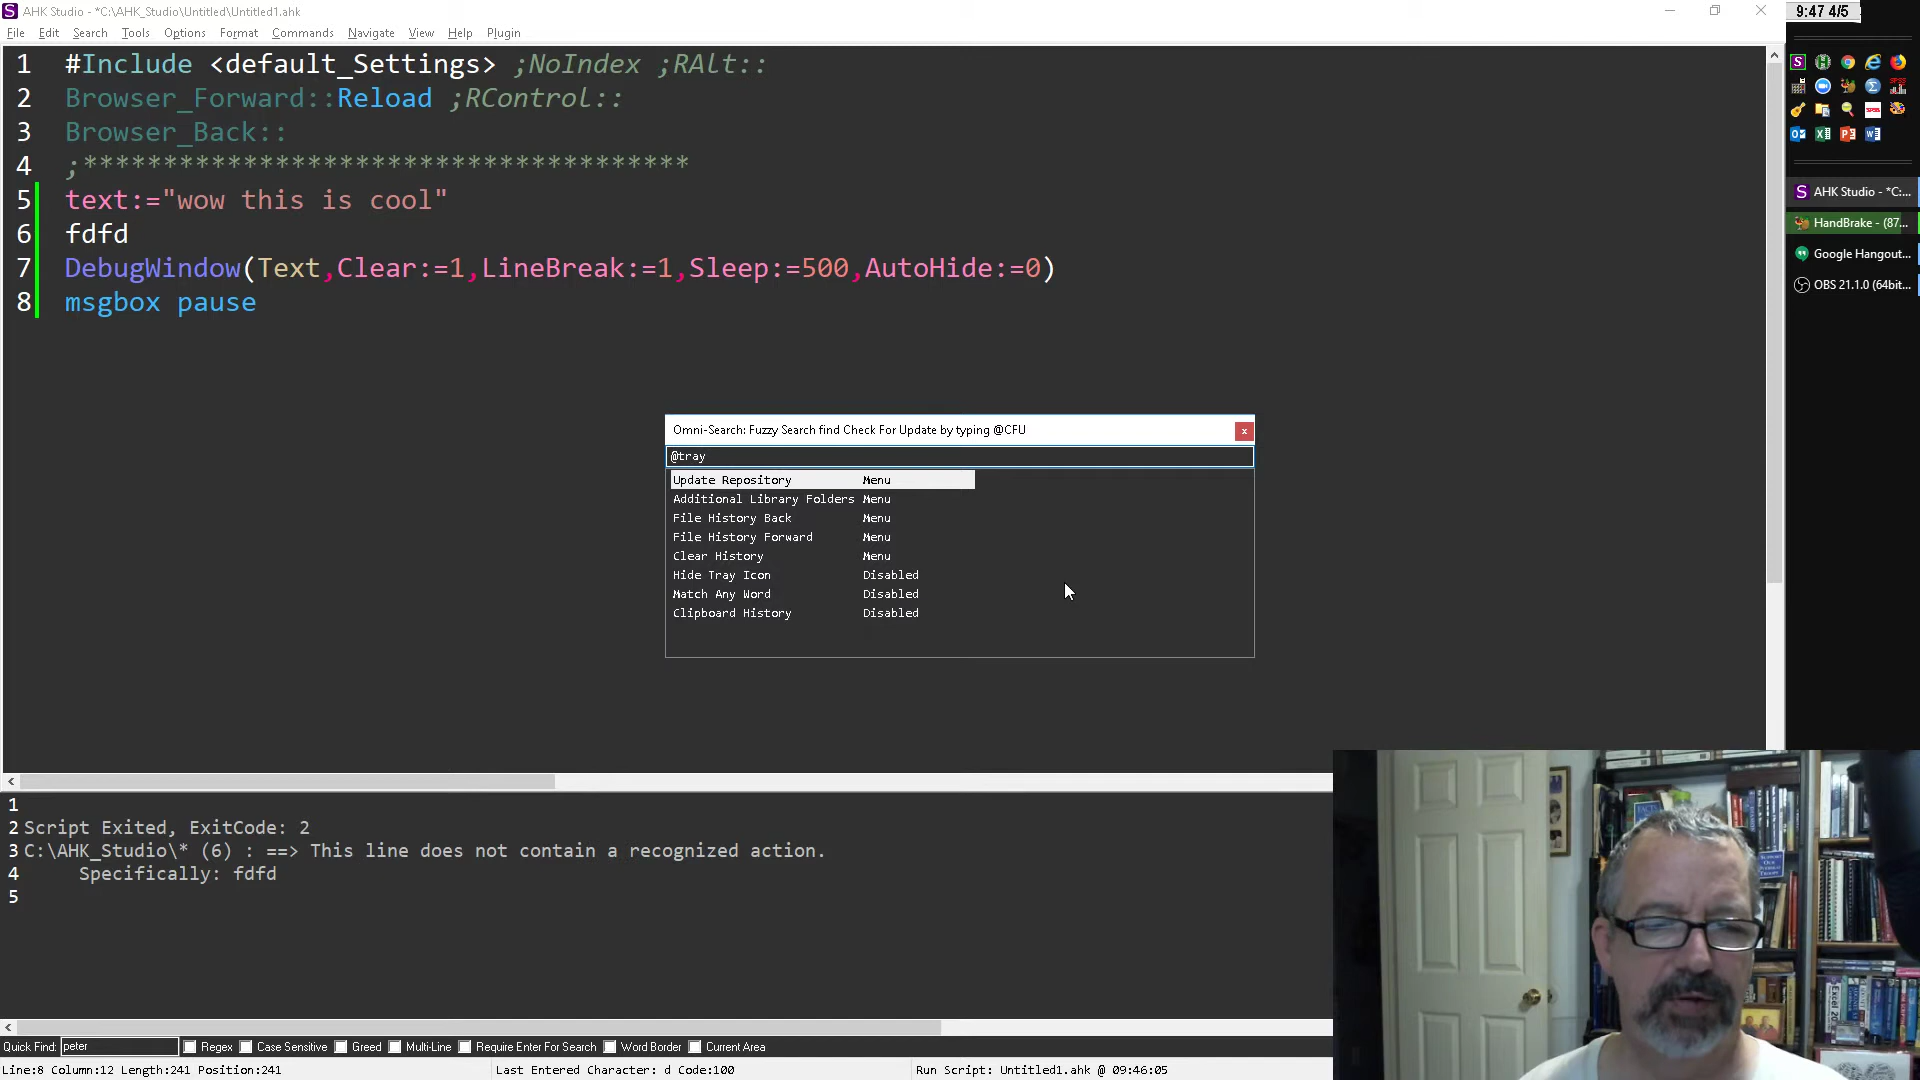 AHK Studio - *C:\AHK_Studio\Untitled\Untitled1.ahk
9:47 4/5
File Edit Search Tools Options Format Commands Navigate View Help Plugin
1 #Include <default_Settings> ;NoIndex ;RAlt::
2 Browser_Forward::Reload ;RControl::
3 Browser_Back::
4 ;**************************************
5 text:="wow this is cool"
6 fdfd
7 DebugWindow(Text,Clear:=1,LineBreak:=1,Sleep:=500,AutoHide:=0)
8 msgbox pause
AHK Studio - *C:...
HandBrake - (87...
Google Hangout...
OBS 21.1.0 (64bit...
Omni-Search: Fuzzy Search find Check For Update by typing @CFU
@tray
Update Repository Menu
Additional Library Folders Menu
File History Back Menu
File History Forward Menu
Clear History Menu
Hide Tray Icon Disabled
Match Any Word Disabled
Clipboard History Disabled
1
2 Script Exited, ExitCode: 2
3 C:\AHK_Studio\* (6) : ==> This line does not contain a recognized action.
4 Specifically: fdfd
5
Quick Find: peter Regex Case Sensitive Greed Multi-Line Require Enter For Search Word Border Current Area
Line:8 Column:12 Length:241 Position:241 Last Entered Character: d Code:100 Run Script: Untitled1.ahk @ 09:46:05